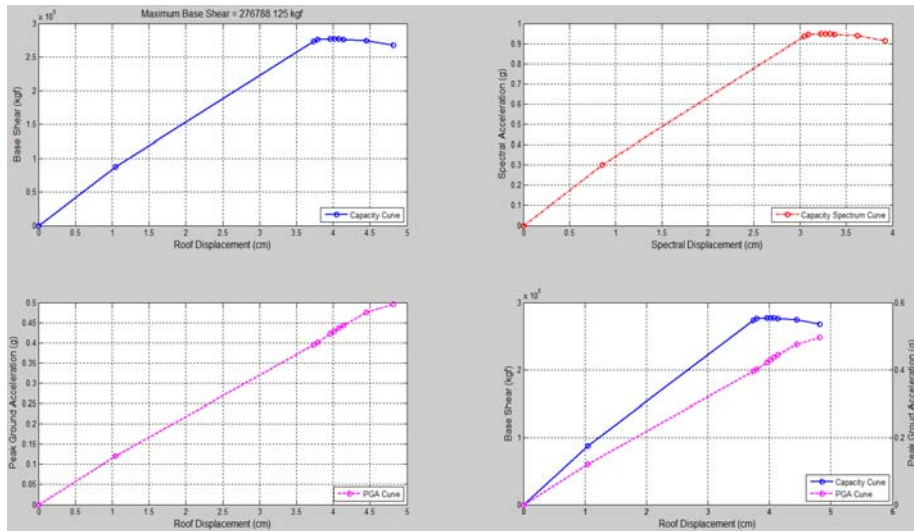 Maximum Base Shear = 276788.125 kgf
x 10
3
2.5
2
1.5
1
0.5
0
Base Shear (kgf)
0 0.5 1 1.5 2 2.5 3 3.5 4 4.5 5
Roof Displacement (cm)
Capacity Curve
1
0.9
0.8
0.7
0.6
0.5
0.4
0.3
0.2
0.1
0
Spectral Acceleration (g)
0 0.5 1 1.5 2 2.5 3 3.5 4
Spectral Displacement (cm)
Capacity Spectrum Curve
0.5
0.45
0.4
0.35
0.3
0.25
0.2
0.15
0.1
0.05
0
Peak Ground Acceleration (g)
0 0.5 1 1.5 2 2.5 3 3.5 4 4.5 5
Roof Displacement (cm)
PGA Curve
x 10
3
2
1
0
Base Shear (kgf)
0 1 2 3 4 5 6
Roof Displacement (cm)
Capacity Curve
PGA Curve
0.6
0.4
0.2
0
Peak Groud Acceleration (g)